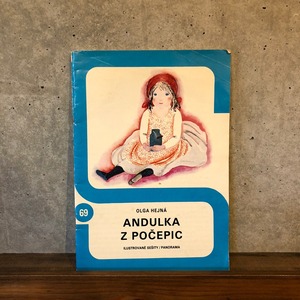 69
OLGA HEJNÁ
ANDULKA
Z POČEPIC
ILUSTROVANÉ SEŠITY / PANORAMA